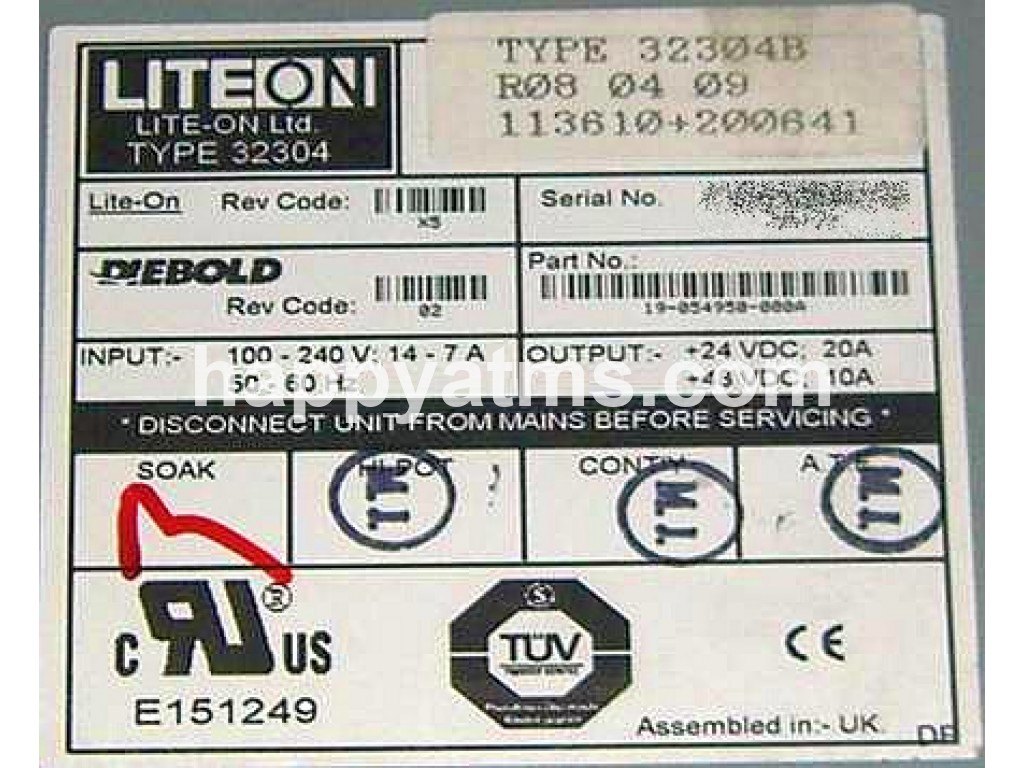 TYPE 32304B
R08 04 09
113610+200641
LITEON
LITE-ON Ltd.
TYPE 32304
Lite-On Rev Code:
X5
Serial No.
DIEBOLD
Rev Code:
02
Part No.:
19-054950-000A
INPUT:- 100 - 240 V: 14 - 7 A
50 - 60 Hz
OUTPUT:- +24 VDC; 20A
+48 VDC; 10A
happyatms.com
* DISCONNECT UNIT FROM MAINS BEFORE SERVICING *
SOAK
HI-POT
CONT'Y
A.T.E.
C RU US
®
E151249
S
TÜV
CE
Assembled in:- UK.